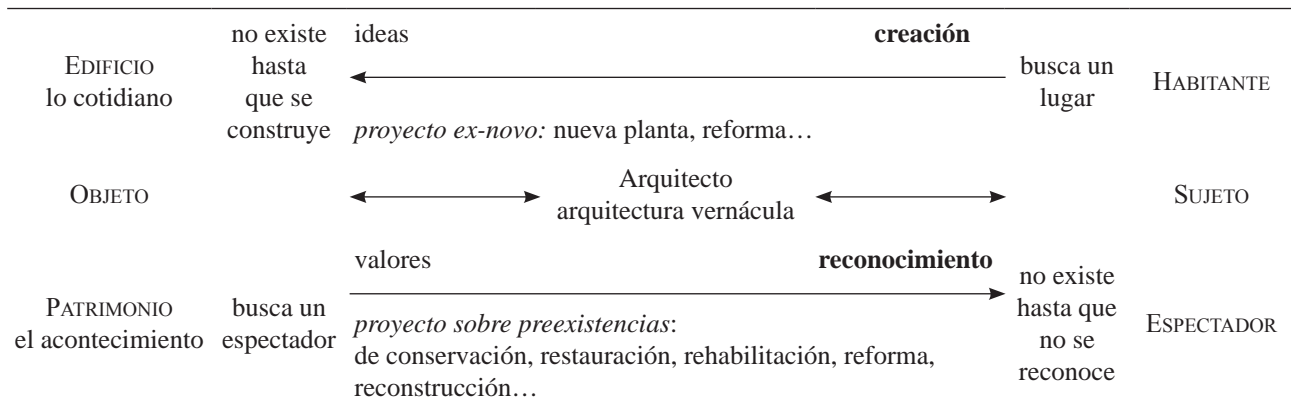 EDIFICIO
lo cotidiano
no existe
hasta
que se
construye
ideas
creación
proyecto ex-novo: nueva planta, reforma…
busca un
lugar
HABITANTE
OBJETO
Arquitecto
arquitectura vernácula
SUJETO
PATRIMONIO
el acontecimiento
busca un
espectador
valores
reconocimiento
proyecto sobre preexistencias:
de conservación, restauración, rehabilitación, reforma,
reconstrucción…
no existe
hasta que
no se
reconoce
ESPECTADOR